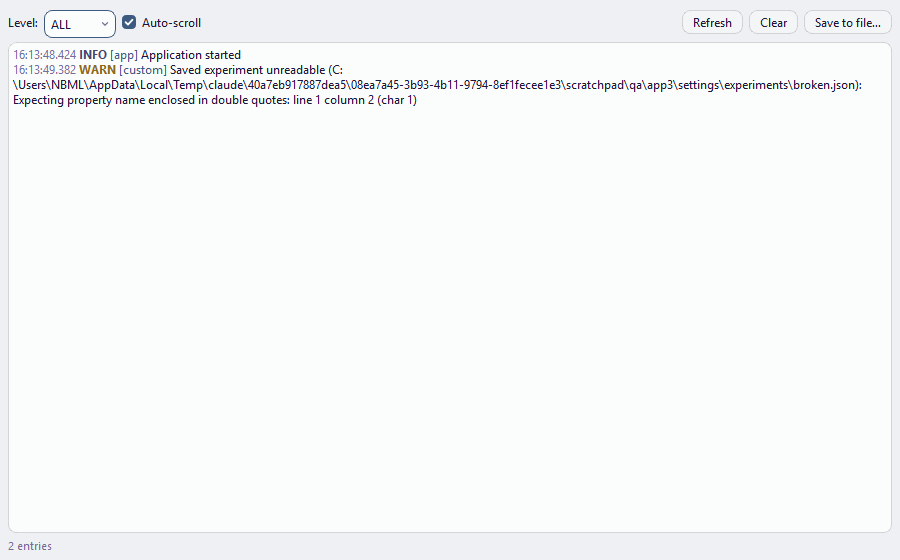 Level: ALL Auto-scroll Refresh Clear Save to file...
16:13:48.424 INFO [app] Application started
16:13:49.382 WARN [custom] Saved experiment unreadable (C:
\Users\NBML\AppData\Local\Temp\claude\40a7eb917887dea5\08ea7a45-3b93-4b11-9794-8ef1fecee1e3\scratchpad\qa\app3\settings\experiments\broken.json):
Expecting property name enclosed in double quotes: line 1 column 2 (char 1)
2 entries